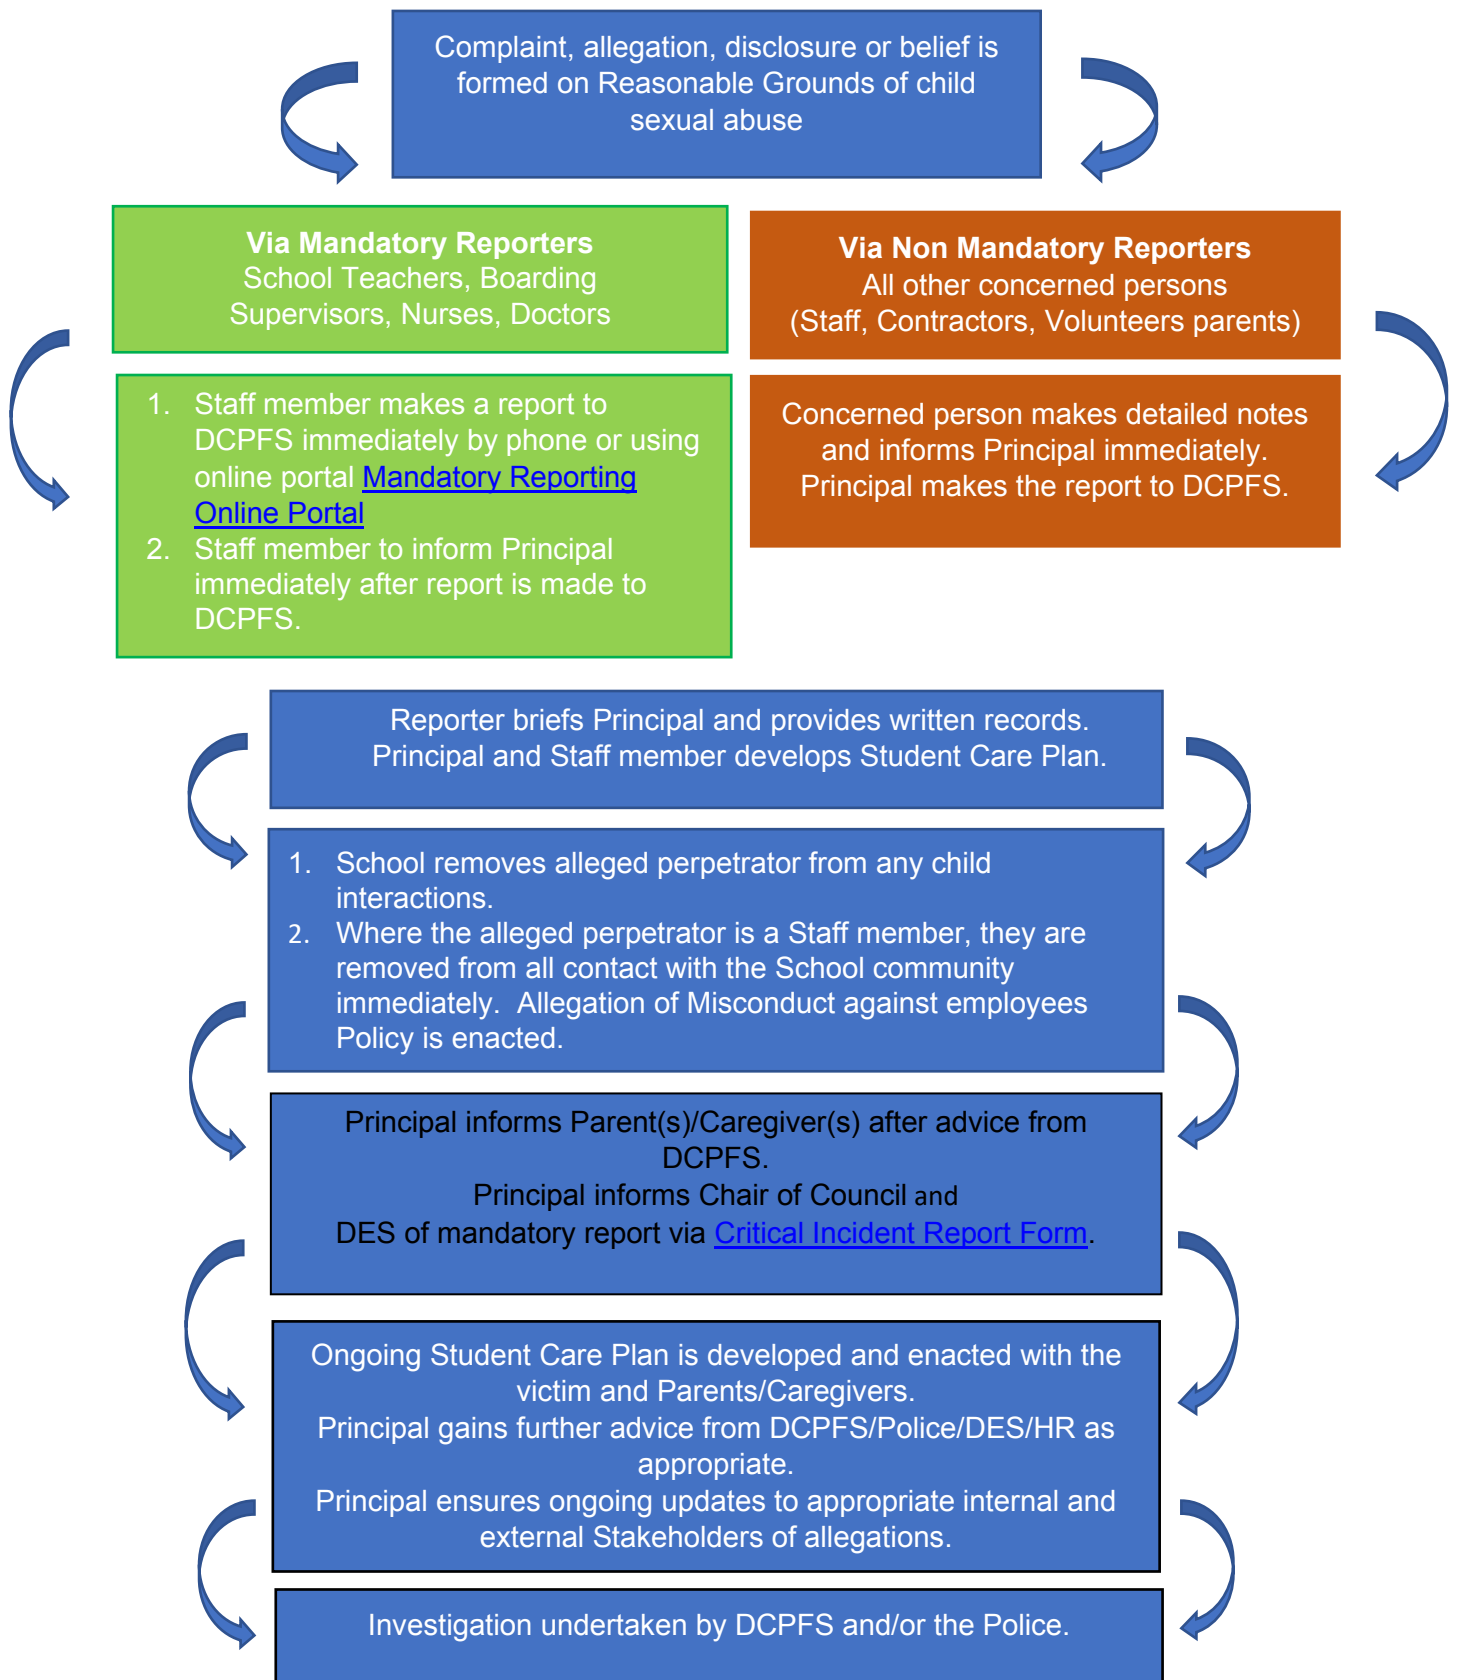 Complaint, allegation, disclosure or belief is
formed on Reasonable Grounds of child
sexual abuse
Via Mandatory Reporters
School Teachers, Boarding
Supervisors, Nurses, Doctors
Via Non Mandatory Reporters
All other concerned persons
(Staff, Contractors, Volunteers parents)
1. Staff member makes a report to
DCPFS immediately by phone or using
online portal Mandatory Reporting
Online Portal
2. Staff member to inform Principal
immediately after report is made to
DCPFS.
Concerned person makes detailed notes
and informs Principal immediately.
Principal makes the report to DCPFS.
Reporter briefs Principal and provides written records.
Principal and Staff member develops Student Care Plan.
1. School removes alleged perpetrator from any child
interactions.
2. Where the alleged perpetrator is a Staff member, they are
removed from all contact with the School community
immediately.  Allegation of Misconduct against employees
Policy is enacted.
Principal informs Parent(s)/Caregiver(s) after advice from
DCPFS.
Principal informs Chair of Council and
DES of mandatory report via Critical Incident Report Form.
Ongoing Student Care Plan is developed and enacted with the
victim and Parents/Caregivers.
Principal gains further advice from DCPFS/Police/DES/HR as
appropriate.
Principal ensures ongoing updates to appropriate internal and
external Stakeholders of allegations.
Investigation undertaken by DCPFS and/or the Police.